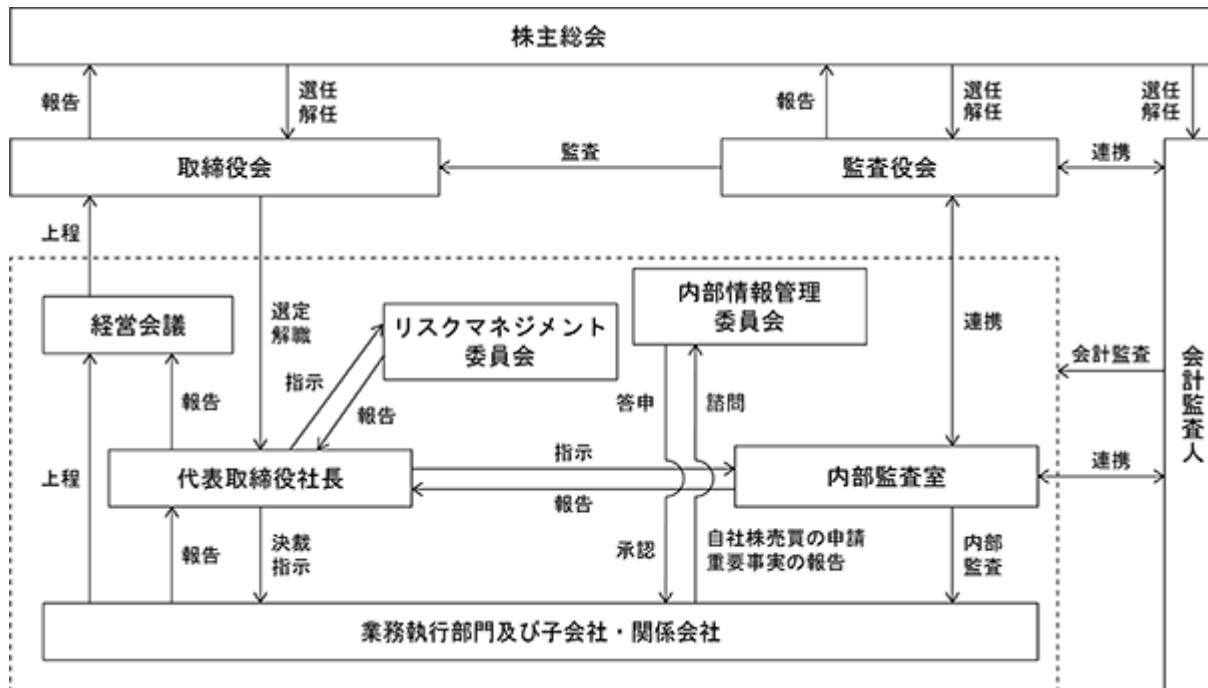 株主総会
報告
選任
解任
報告
選任
解任
選任
解任
取締役会
監査
監査役会
連携
上程
経営会議
選定
解職
指示
リスクマネジメント
委員会
内部情報管理
委員会
連携
会計監査
会計監査人
報告
報告
答申
諮問
上程
代表取締役社長
指示
報告
内部監査室
連携
報告
決裁
指示
承認
自社株売買の申請
重要事実の報告
内部
監査
業務執行部門及び子会社・関係会社